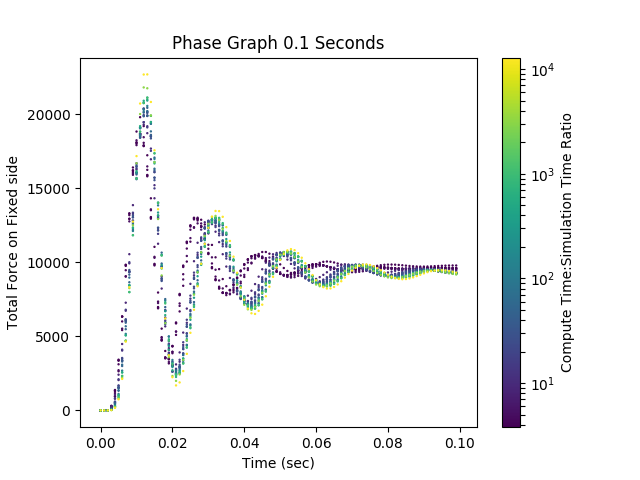 Phase Graph 0.1 Seconds
Total Force on Fixed side
20000
15000
10000
5000
0
0.00 0.02 0.04 0.06 0.08 0.10
Time (sec)
10⁴
10³
10²
10¹
Compute Time:Simulation Time Ratio